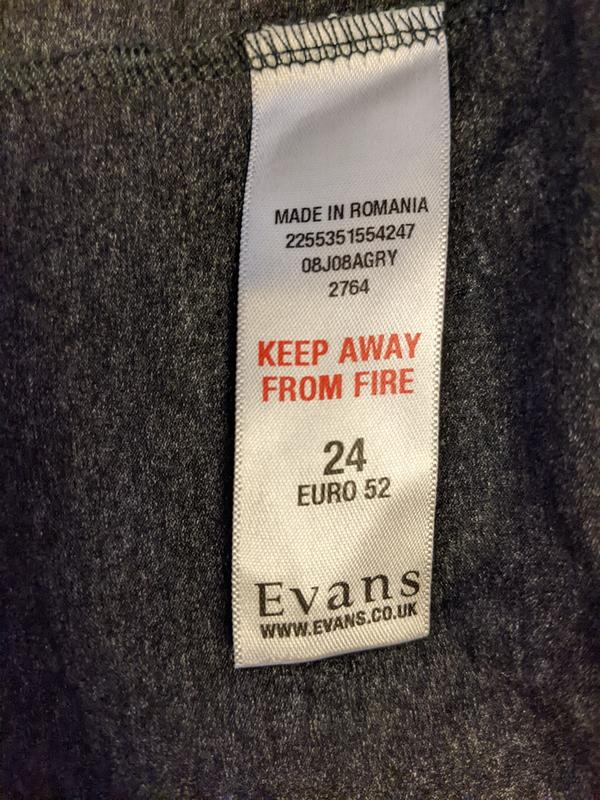 MADE IN ROMANIA
2255351554247
08J08AGRY
2764
KEEP AWAY
FROM FIRE
24
EURO 52
Evans
WWW.EVANS.CO.UK